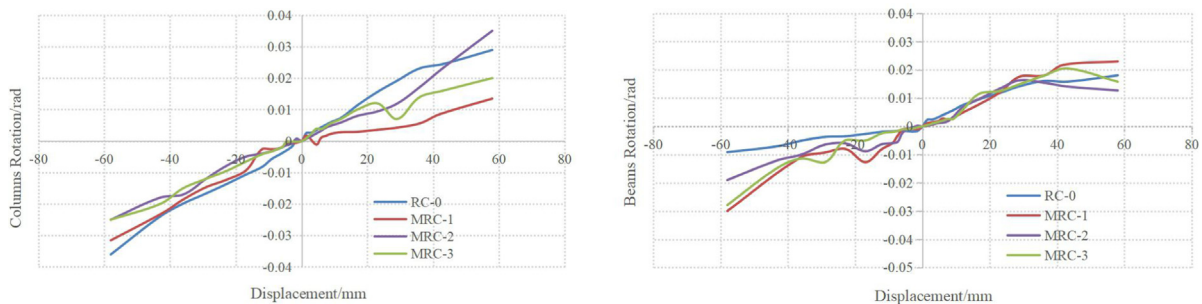 0.04
0.03
0.02
0.01
0
-0.01
-0.02
-0.03
-0.04
-80 -60 -40 -20 0 20 40 60 80
Columns Rotation/rad
RC-0
MRC-1
MRC-2
MRC-3
Displacement/mm
0.04
0.03
0.02
0.01
0
-0.01
-0.02
-0.03
-0.04
-0.05
-80 -60 -40 -20 0 20 40 60 80
Beans Rotation/rad
RC-0
MRC-1
MRC-2
MRC-3
Displacement/mm